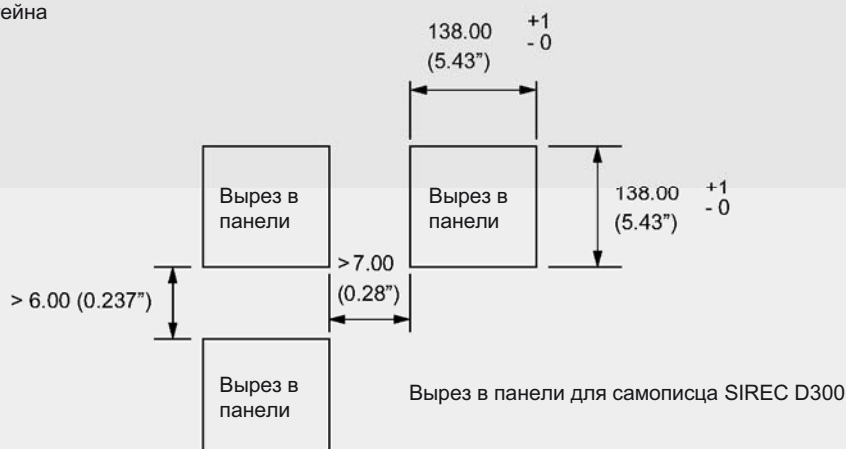 тейна
138.00 +1
- 0
(5.43”)
Вырез в
панели
Вырез в
панели
138.00 +1
- 0
(5.43”)
>7.00
(0.28”)
> 6.00 (0.237”)
Вырез в
панели
Вырез в панели для самописца SIREC D300